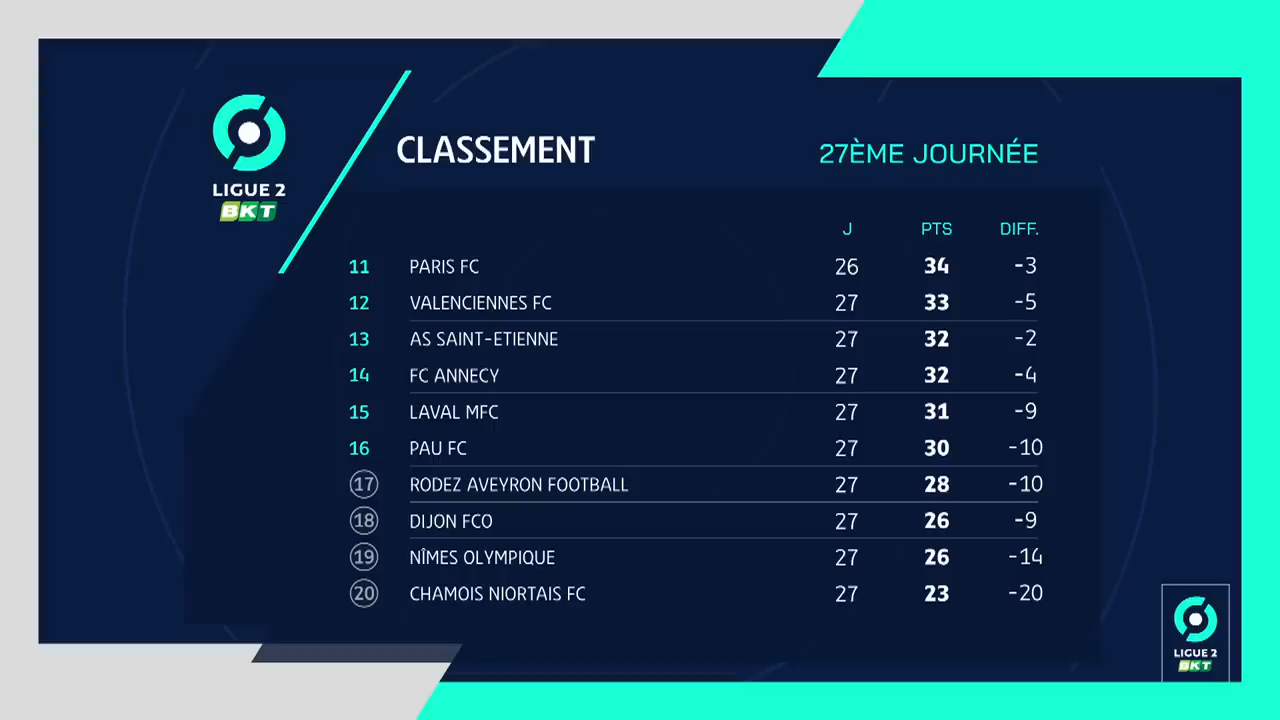 CLASSEMENT 27ÈME JOURNÉE
LIGUE 2
BKT
J PTS DIFF.
11 PARIS FC 26 34 -3
12 VALENCIENNES FC 27 33 -5
13 AS SAINT-ETIENNE 27 32 -2
14 FC ANNECY 27 32 -4
15 LAVAL MFC 27 31 -9
16 PAU FC 27 30 -10
17 RODEZ AVEYRON FOOTBALL 27 28 -10
18 DIJON FCO 27 26 -9
19 NÎMES OLYMPIQUE 27 26 -14
20 CHAMOIS NIORTAIS FC 27 23 -20
LIGUE 2
BKT